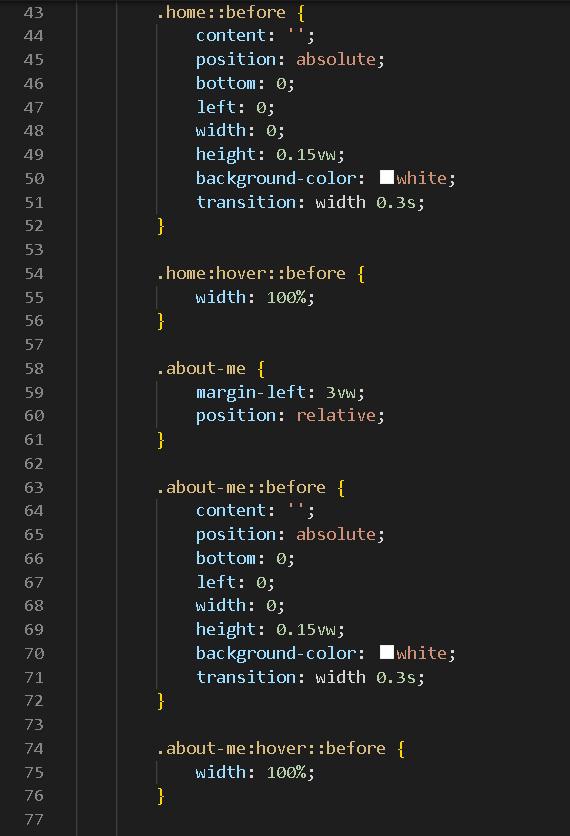 43 .home::before {
44 content: '';
45 position: absolute;
46 bottom: 0;
47 left: 0;
48 width: 0;
49 height: 0.15vw;
50 background-color: white;
51 transition: width 0.3s;
52 }
53
54 .home:hover::before {
55 width: 100%;
56 }
57
58 .about-me {
59 margin-left: 3vw;
60 position: relative;
61 }
62
63 .about-me::before {
64 content: '';
65 position: absolute;
66 bottom: 0;
67 left: 0;
68 width: 0;
69 height: 0.15vw;
70 background-color: white;
71 transition: width 0.3s;
72 }
73
74 .about-me:hover::before {
75 width: 100%;
76 }
77